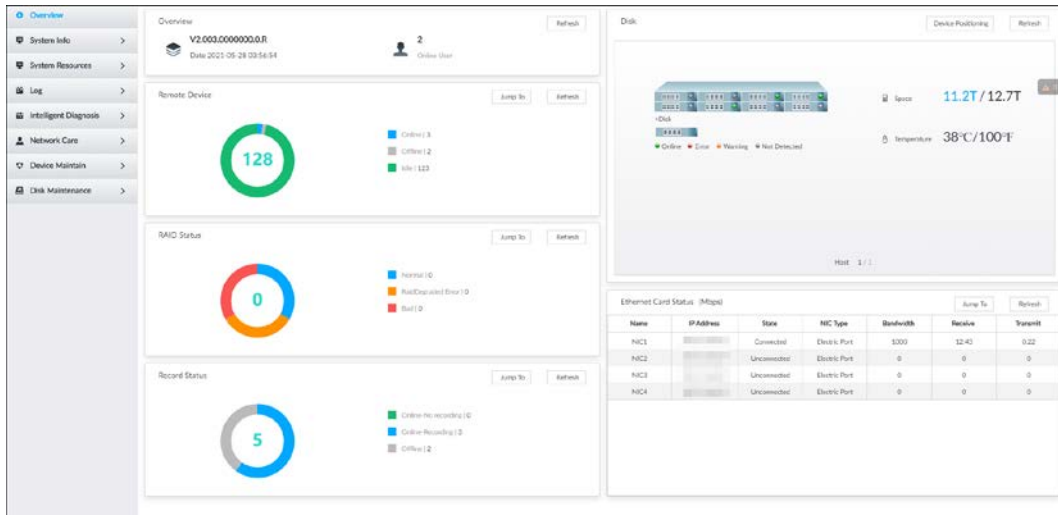 Overview
System Info
System Resources
Log
Intelligent Diagnosis
Network Care
Device Maintain
Disk Maintenance
Overview
Refresh
V2.003.0000000.0.R
Date 2021-05-28 03:56:54
2
Online User
Remote Device
Jump To
Refresh
128
Online | 3
Offline | 2
Idle | 123
RAID Status
Jump To
Refresh
0
Normal | 0
Raid(Degraded Error | 0
Bad | 0
Record Status
Jump To
Refresh
5
Online-No recording | 0
Online-Recording | 3
Offline | 2
Disk
Device Positioning
Refresh
Disk
Online Error Warning Not Detected
Space 11.2T / 12.7T
Temperature 38°C/100°F
Host 1 / 1
Ethernet Card Status (Mbps)
Jump To
Refresh
Name IP Address State NIC Type Bandwidth Receive Transmit
NIC1 Connected Electric Port 1000 12.40 0.22
NIC2 Unconnected Electric Port 0 0 0
NIC3 Unconnected Electric Port 0 0 0
NIC4 Unconnected Electric Port 0 0 0